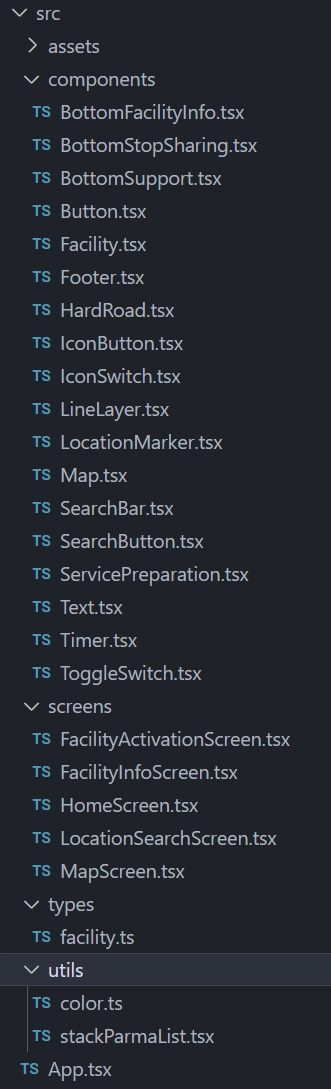 src
assets
components
TS BottomFacilityInfo.tsx
TS BottomStopSharing.tsx
TS BottomSupport.tsx
TS Button.tsx
TS Facility.tsx
TS Footer.tsx
TS HardRoad.tsx
TS IconButton.tsx
TS IconSwitch.tsx
TS LineLayer.tsx
TS LocationMarker.tsx
TS Map.tsx
TS SearchBar.tsx
TS SearchButton.tsx
TS ServicePreparation.tsx
TS Text.tsx
TS Timer.tsx
TS ToggleSwitch.tsx
screens
TS FacilityActivationScreen.tsx
TS FacilityInfoScreen.tsx
TS HomeScreen.tsx
TS LocationSearchScreen.tsx
TS MapScreen.tsx
types
TS facility.ts
utils
TS color.ts
TS stackParmaList.tsx
TS App.tsx